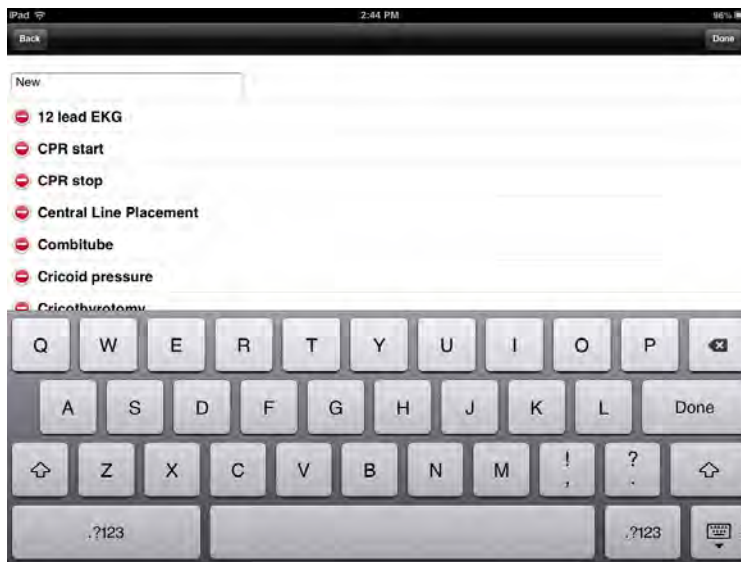 iPad 2:44 PM 96%
Back Done
New
12 lead EKG
CPR start
CPR stop
Central Line Placement
Combitube
Cricoid pressure
Cricothyrotomy
Q W E R T Y U I O P
A S D F G H J K L Done
Z X C V B N M ! , ? .
.?123 .?123